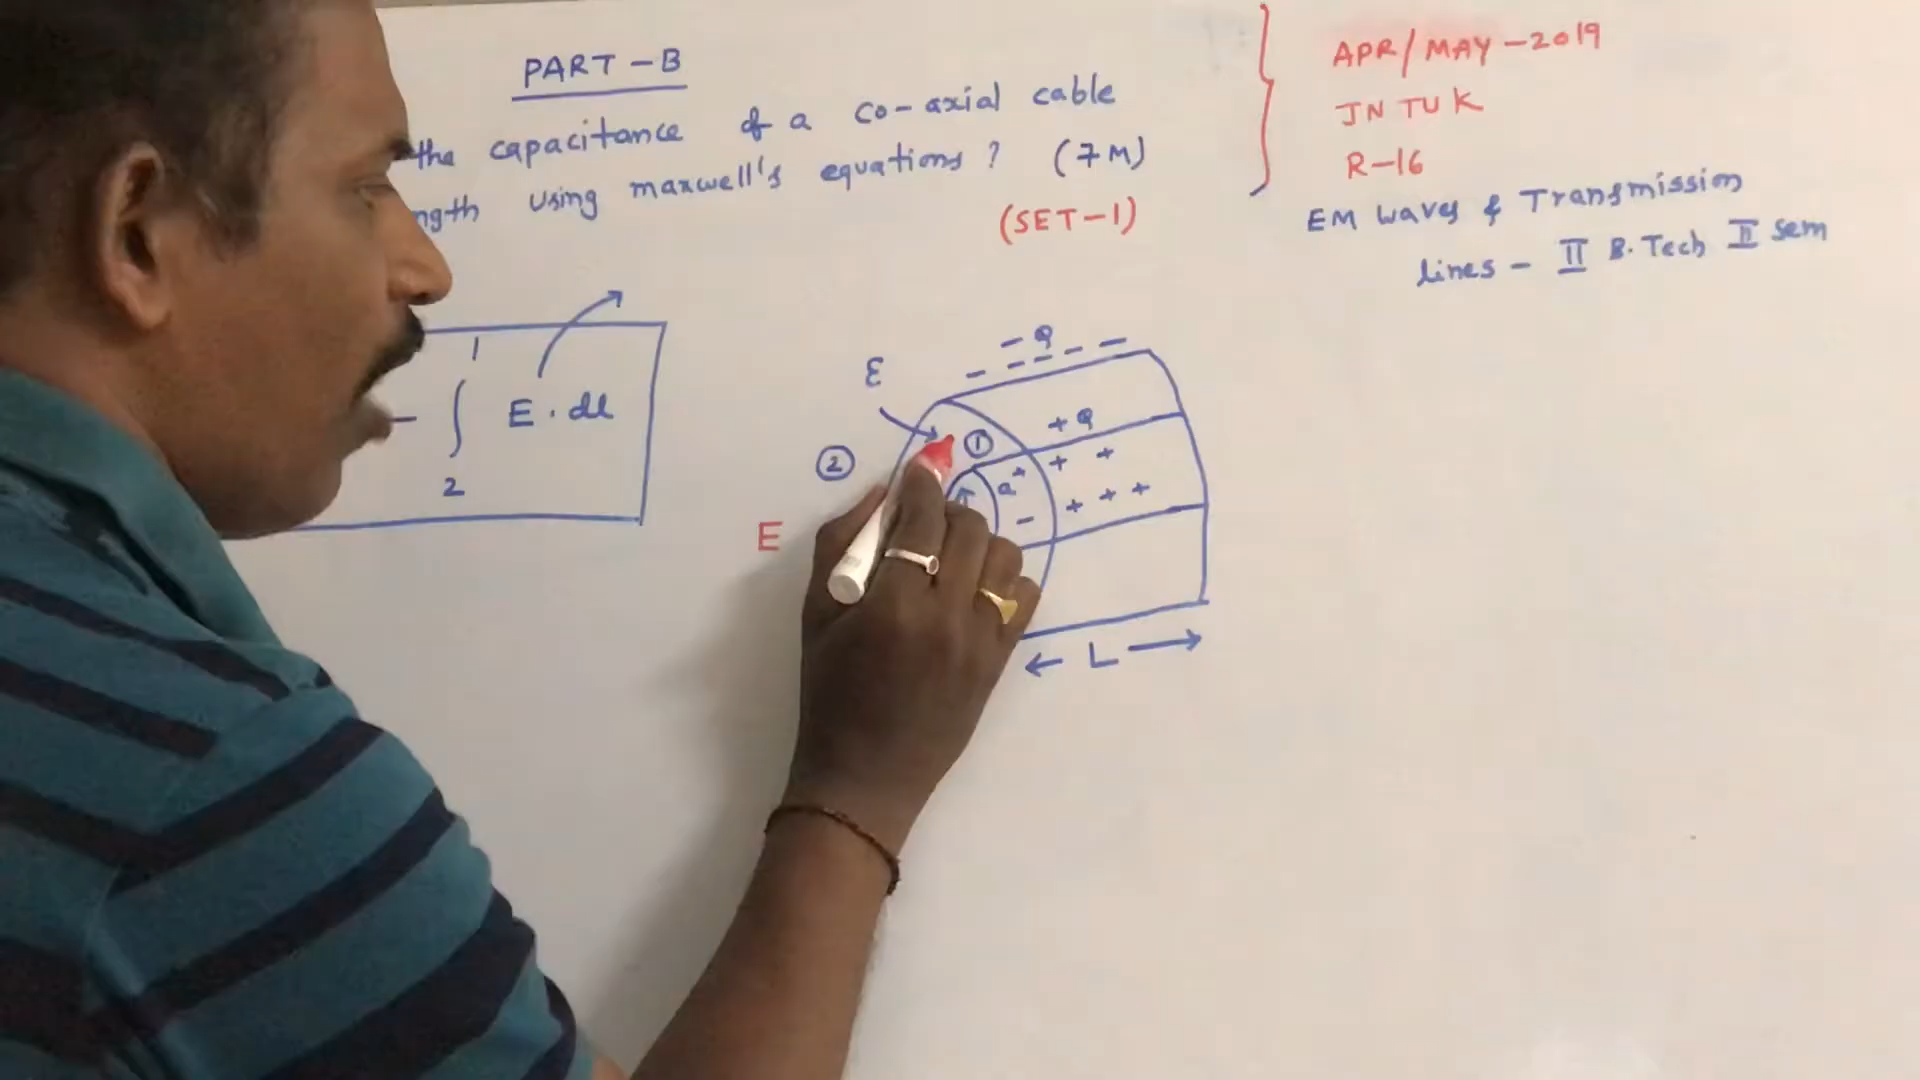 PART-B
the capacitance of a co-axial cable
ngth using maxwell's equations? (7M)
(SET-1)
APR/MAY-2019
JNTUK
R-16
EM waves & Transmission
lines - II B.Tech II sem
1
- ∫ E . dl
2
- Q
- - - - -
ε
+ Q
1
2
+ + +
a
-
+ + +
E
← L →